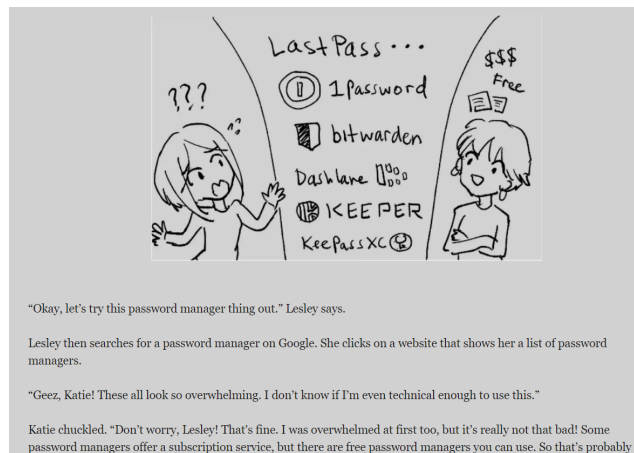 LastPass...
$$$
Free
???
1Password
bitwarden
Dashlane
KEEPER
KeePassXC
“Okay, let’s try this password manager thing out.” Lesley says.
Lesley then searches for a password manager on Google. She clicks on a website that shows her a list of password
managers.
“Geez, Katie! These all look so overwhelming. I don’t know if I’m even technical enough to use this.”
Katie chuckled. “Don’t worry, Lesley! That’s fine. I was overwhelmed at first too, but it’s really not that bad! Some
password managers offer a subscription service, but there are free password managers you can use. So that’s probably